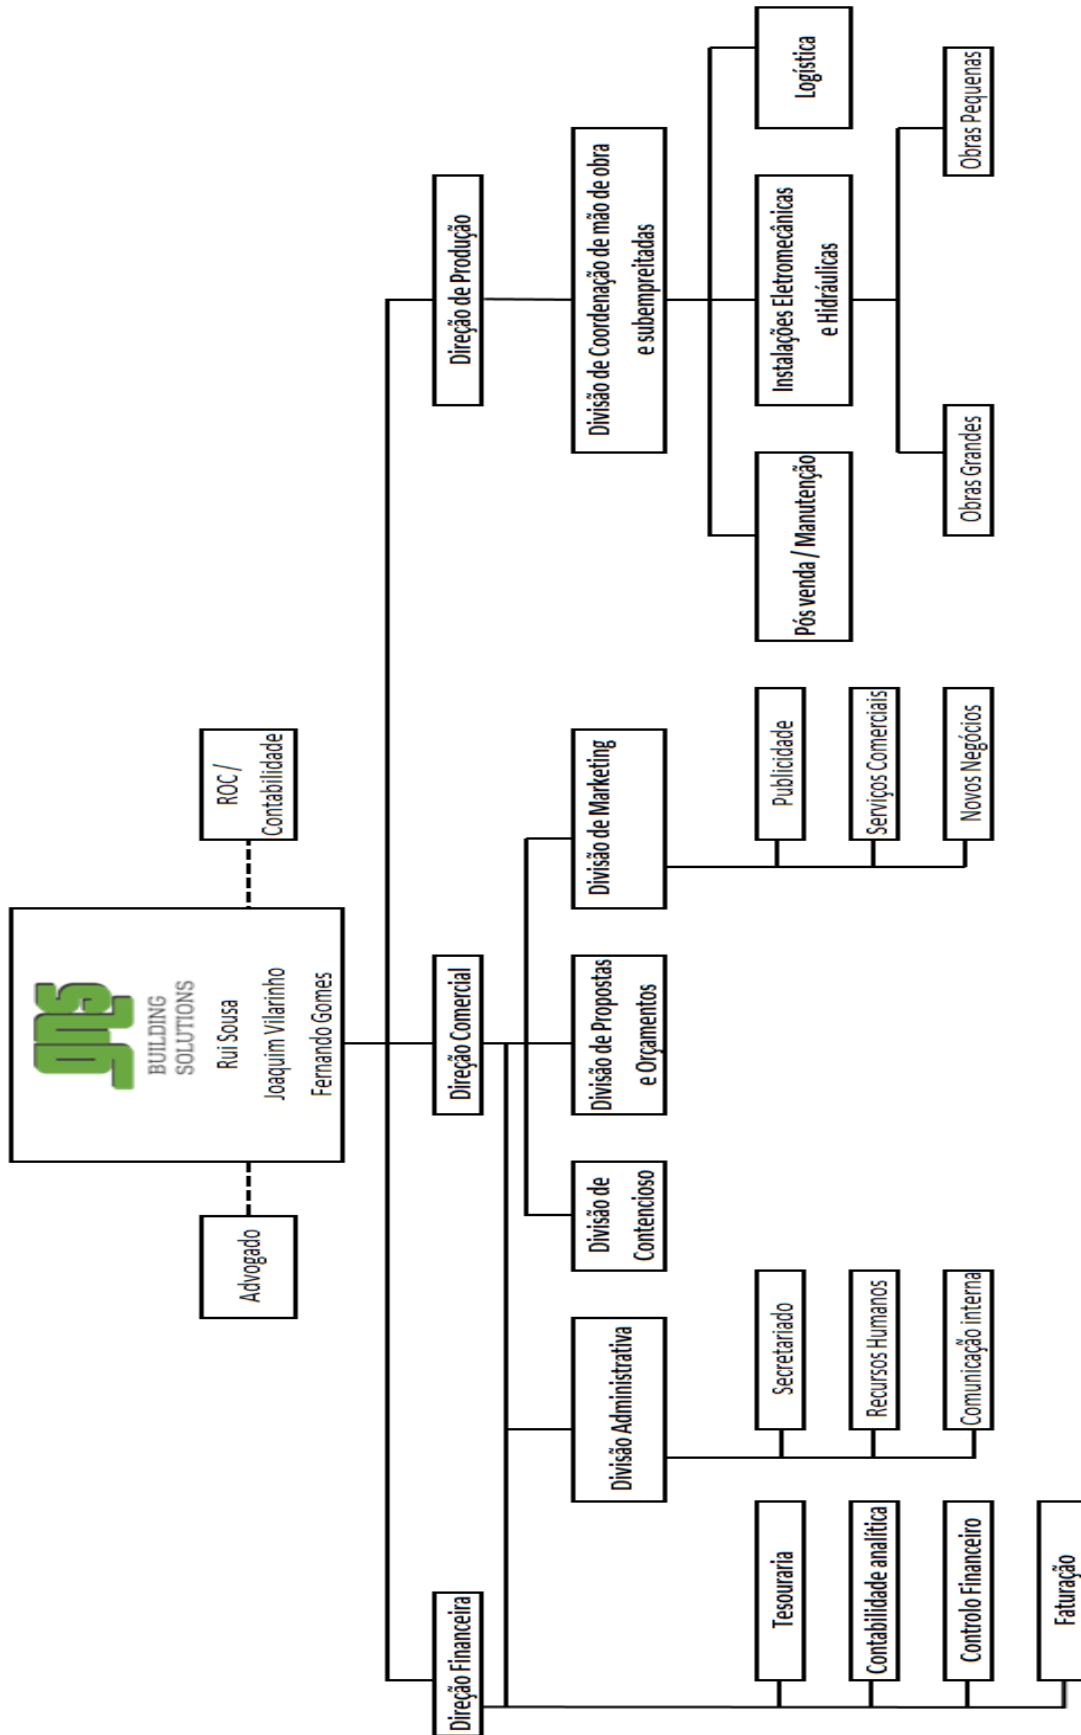 gns
BUILDING
SOLUTIONS
Rui Sousa
Joaquim Vilarinho
Fernando Gomes
Advogado
ROC /
Contabilidade
Direção Financeira
Direção Comercial
Direção de Produção
Divisão Administrativa
Divisão de
Contencioso
Divisão de Propostas
e Orçamentos
Divisão de Marketing
Divisão de Coordenação de mão de obra
e subempreitadas
Tesouraria
Contabilidade analítica
Controlo Financeiro
Faturação
Secretariado
Recursos Humanos
Comunicação interna
Publicidade
Serviços Comerciais
Novos Negócios
Pós venda / Manutenção
Instalações Eletromecânicas
e Hidráulicas
Logística
Obras Grandes
Obras Pequenas